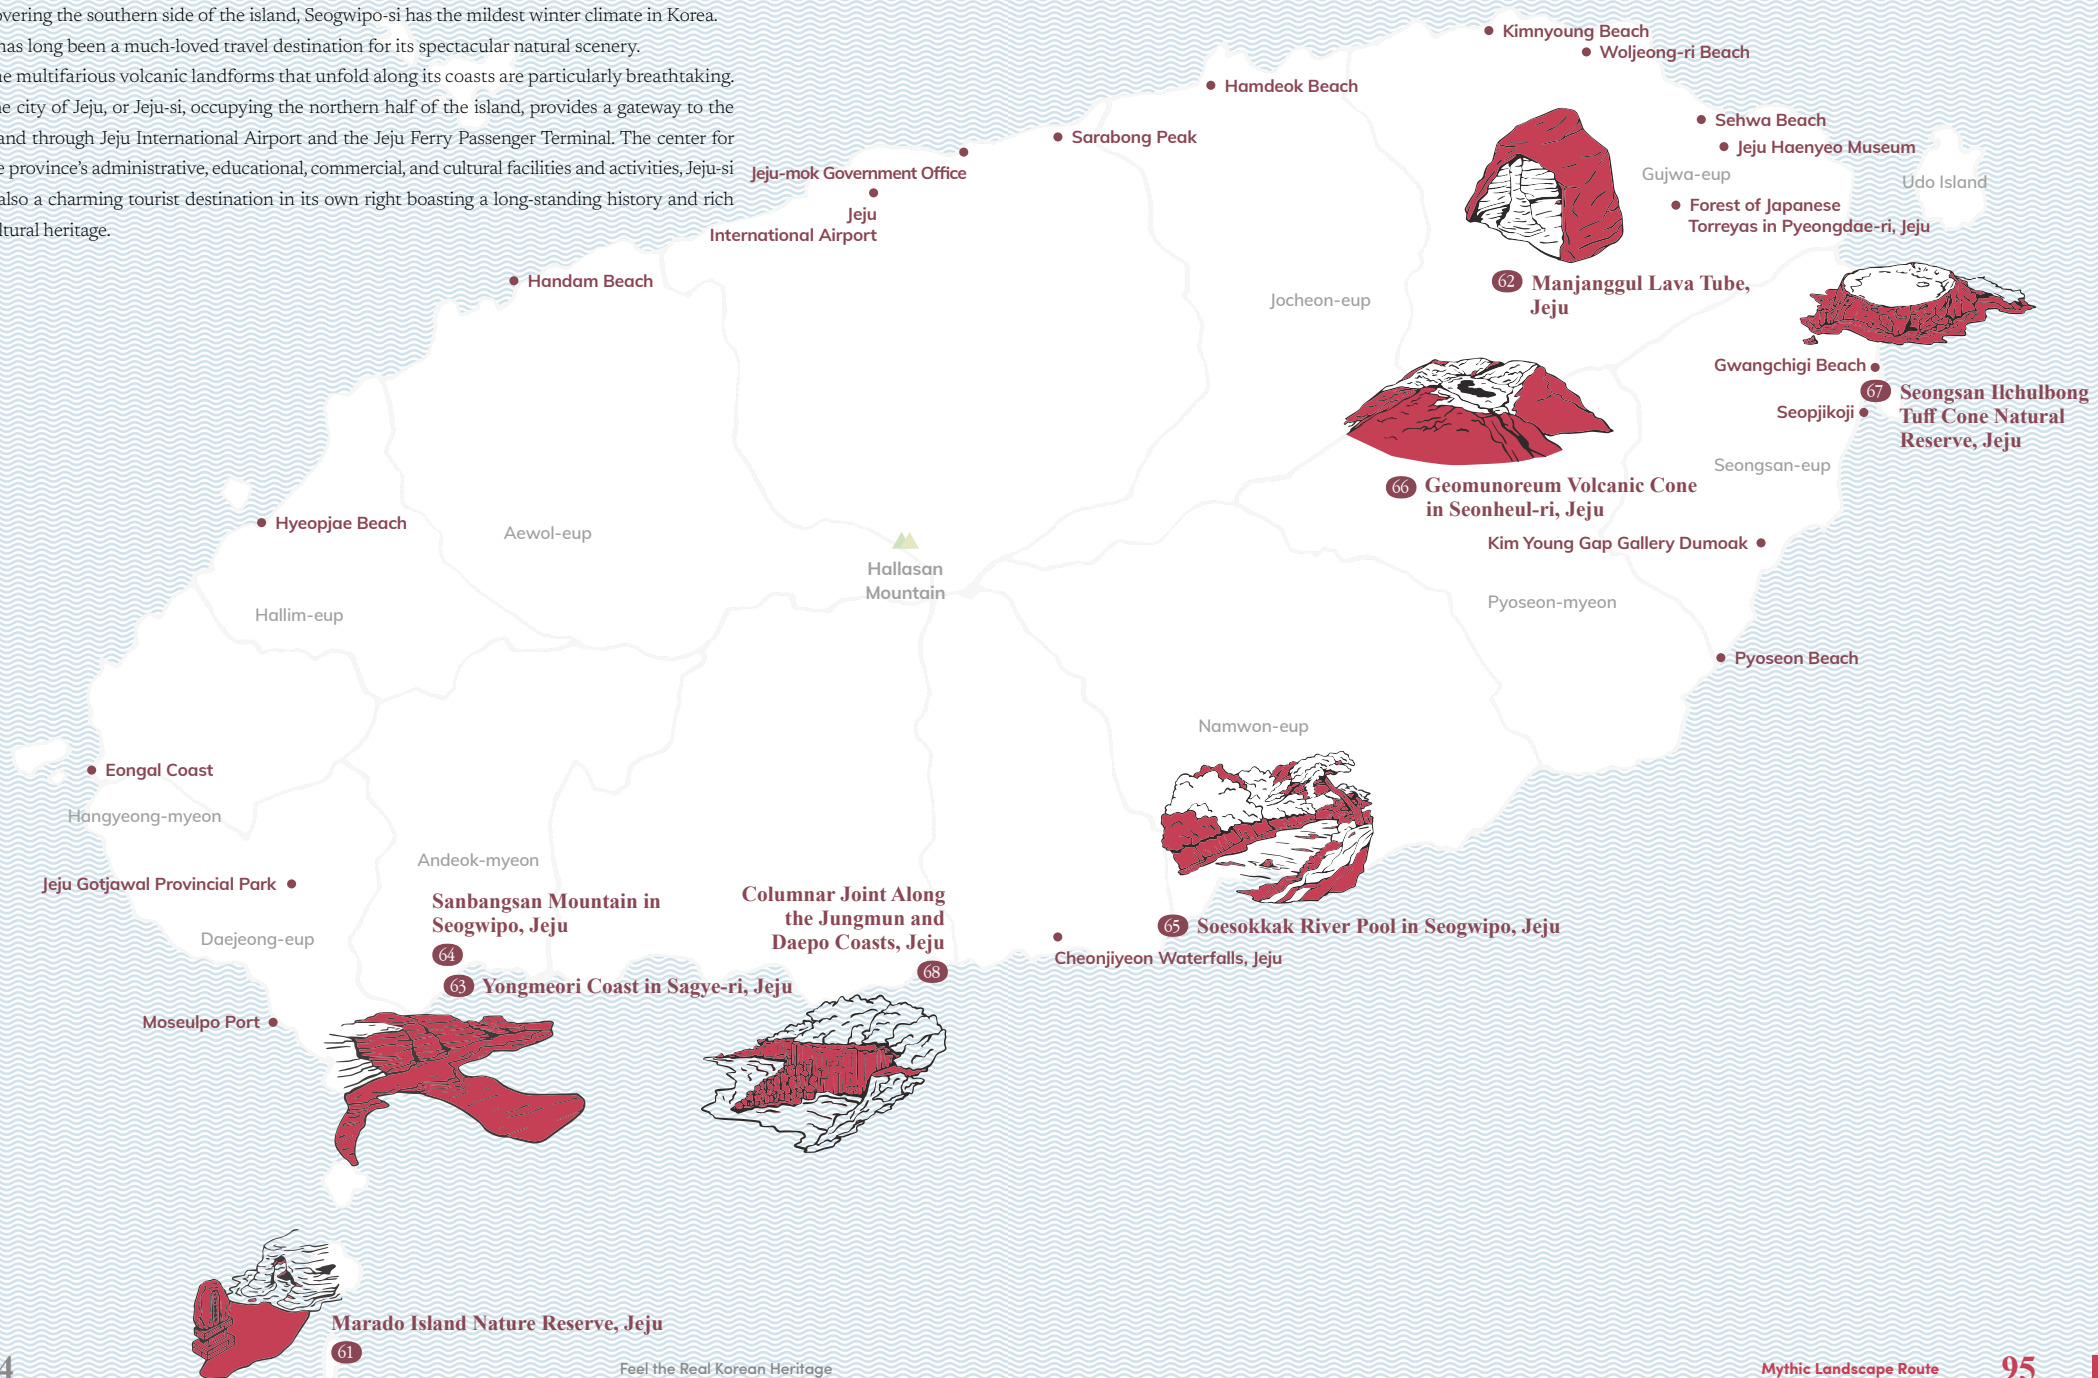 overing the southern side of the island, Seogwipo-si has the mildest winter climate in Korea.
has long been a much-loved travel destination for its spectacular natural scenery.
he multifarious volcanic landforms that unfold along its coasts are particularly breathtaking.
he city of Jeju, or Jeju-si, occupying the northern half of the island, provides a gateway to the
and through Jeju International Airport and the Jeju Ferry Passenger Terminal. The center for
e province's administrative, educational, commercial, and cultural facilities and activities, Jeju-si
also a charming tourist destination in its own right boasting a long-standing history and rich
ltural heritage.
Kimnyoung Beach
Woljeong-ri Beach
Hamdeok Beach
Sehwa Beach
Sarabong Peak
Jeju Haenyeo Museum
Jeju-mok Government Office
Gujwa-eup
Udo Island
Jeju
International Airport
Forest of Japanese
Torreyas in Pyeongdae-ri, Jeju
Handam Beach
62 Manjanggul Lava Tube,
Jeju
Jocheon-eup
Gwangchigi Beach
67 Seongsan Ilchulbong
Tuff Cone Natural
Reserve, Jeju
Seopjikoji
Seongsan-eup
66 Geomunoreum Volcanic Cone
in Seonheul-ri, Jeju
Hyeopjae Beach
Aewol-eup
Kim Young Gap Gallery Dumoak
Hallasan
Mountain
Pyoseon-myeon
Hallim-eup
Pyoseon Beach
Namwon-eup
Eongal Coast
Hangyeong-myeon
Andeok-myeon
Jeju Gotjawal Provincial Park
Sanbangsan Mountain in
Seogwipo, Jeju
64
Columnar Joint Along
the Jungmun and
Daepo Coasts, Jeju
68
65 Soesokkak River Pool in Seogwipo, Jeju
Daejeong-eup
Cheonjiyeon Waterfalls, Jeju
63 Yongmeori Coast in Sagye-ri, Jeju
Moseulpo Port
Marado Island Nature Reserve, Jeju
61
4
Feel the Real Korean Heritage
Mythic Landscape Route
95